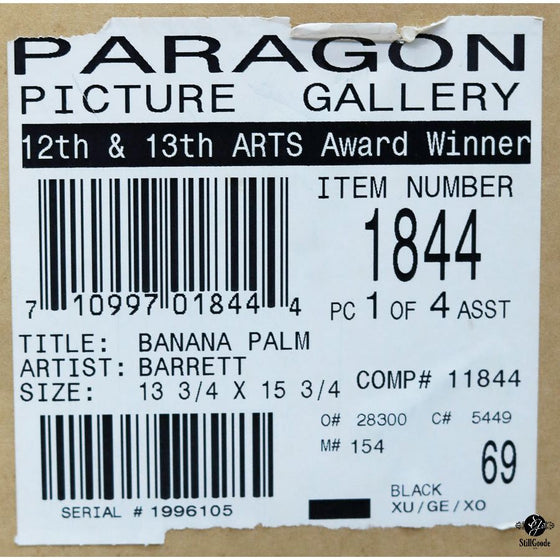 PARAGON
PICTURE GALLERY
12th & 13th ARTS Award Winner
ITEM NUMBER
1844
7 10997 01844 4
PC 1 OF 4 ASST
TITLE: BANANA PALM
ARTIST: BARRETT
SIZE: 13 3/4 X 15 3/4
COMP# 11844
O# 28300 C# 5449
M# 154
69
BLACK
XU/GE/XO
SERIAL # 1996105
StillGoode